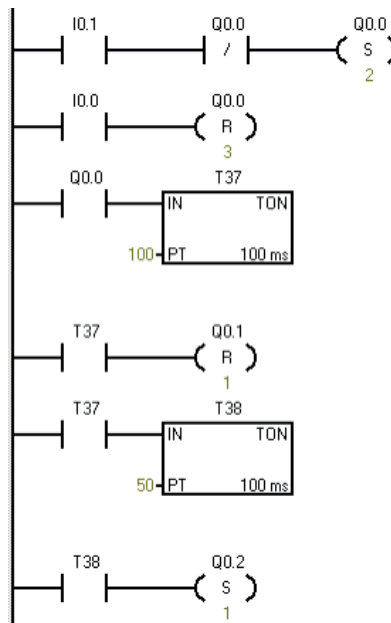 I0.1 Q0.0 Q0.0
/ S
2
I0.0 Q0.0
R
3
Q0.0 T37
IN TON
100 PT 100 ms
T37 Q0.1
R
1
T37 T38
IN TON
50 PT 100 ms
T38 Q0.2
S
1